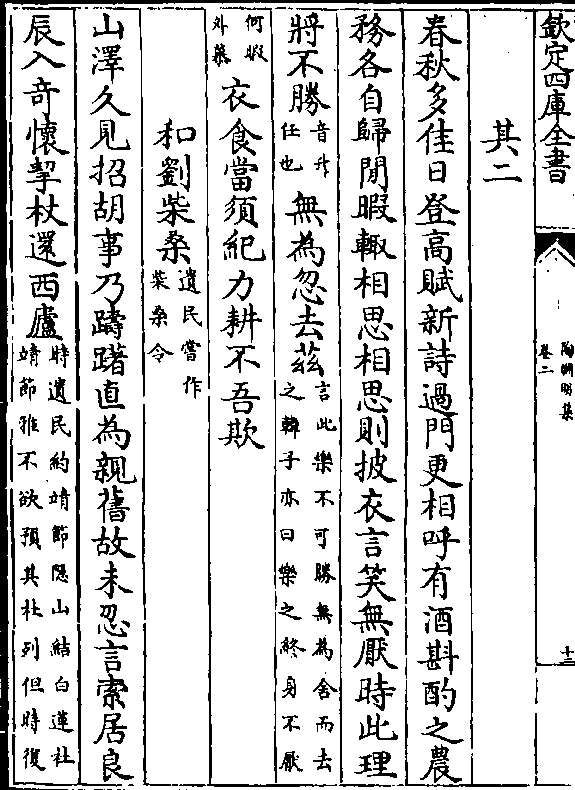 欽定四庫全書
陶淵明集
卷二
十三
其二
春秋多佳日登高賦新詩過門更相呼有酒斟酌之農
務各自歸閒暇輙相思相思則披衣言笑無厭時此理
將不勝音升任也無為忽去茲言此樂不可勝無為舍而去之韓子亦曰樂之終身不厭
何暇外慕衣食當須紀力耕不吾欺
和劉柴桑遺民嘗作柴桑令
山澤久見招胡事乃躊躇直為親舊故未忍言索居良
辰入奇懷挈杖還西廬時遺民約靖節隠山結白蓮社靖節雅不欲預其社列但時復